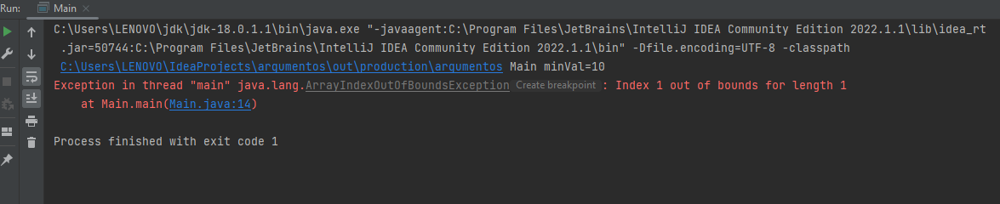 Run: Main
C:\Users\LENOVO\jdk\jdk-18.0.1.1\bin\java.exe "-javaagent:C:\Program Files\JetBrains\IntelliJ IDEA Community Edition 2022.1.1\lib\idea_rt
.jar=50744:C:\Program Files\JetBrains\IntelliJ IDEA Community Edition 2022.1.1\bin" -Dfile.encoding=UTF-8 -classpath
C:\Users\LENOVO\IdeaProjects\argumentos\out\production\argumentos Main minVal=10
Exception in thread "main" java.lang.ArrayIndexOutOfBoundsException Create breakpoint : Index 1 out of bounds for length 1
at Main.main(Main.java:14)
Process finished with exit code 1